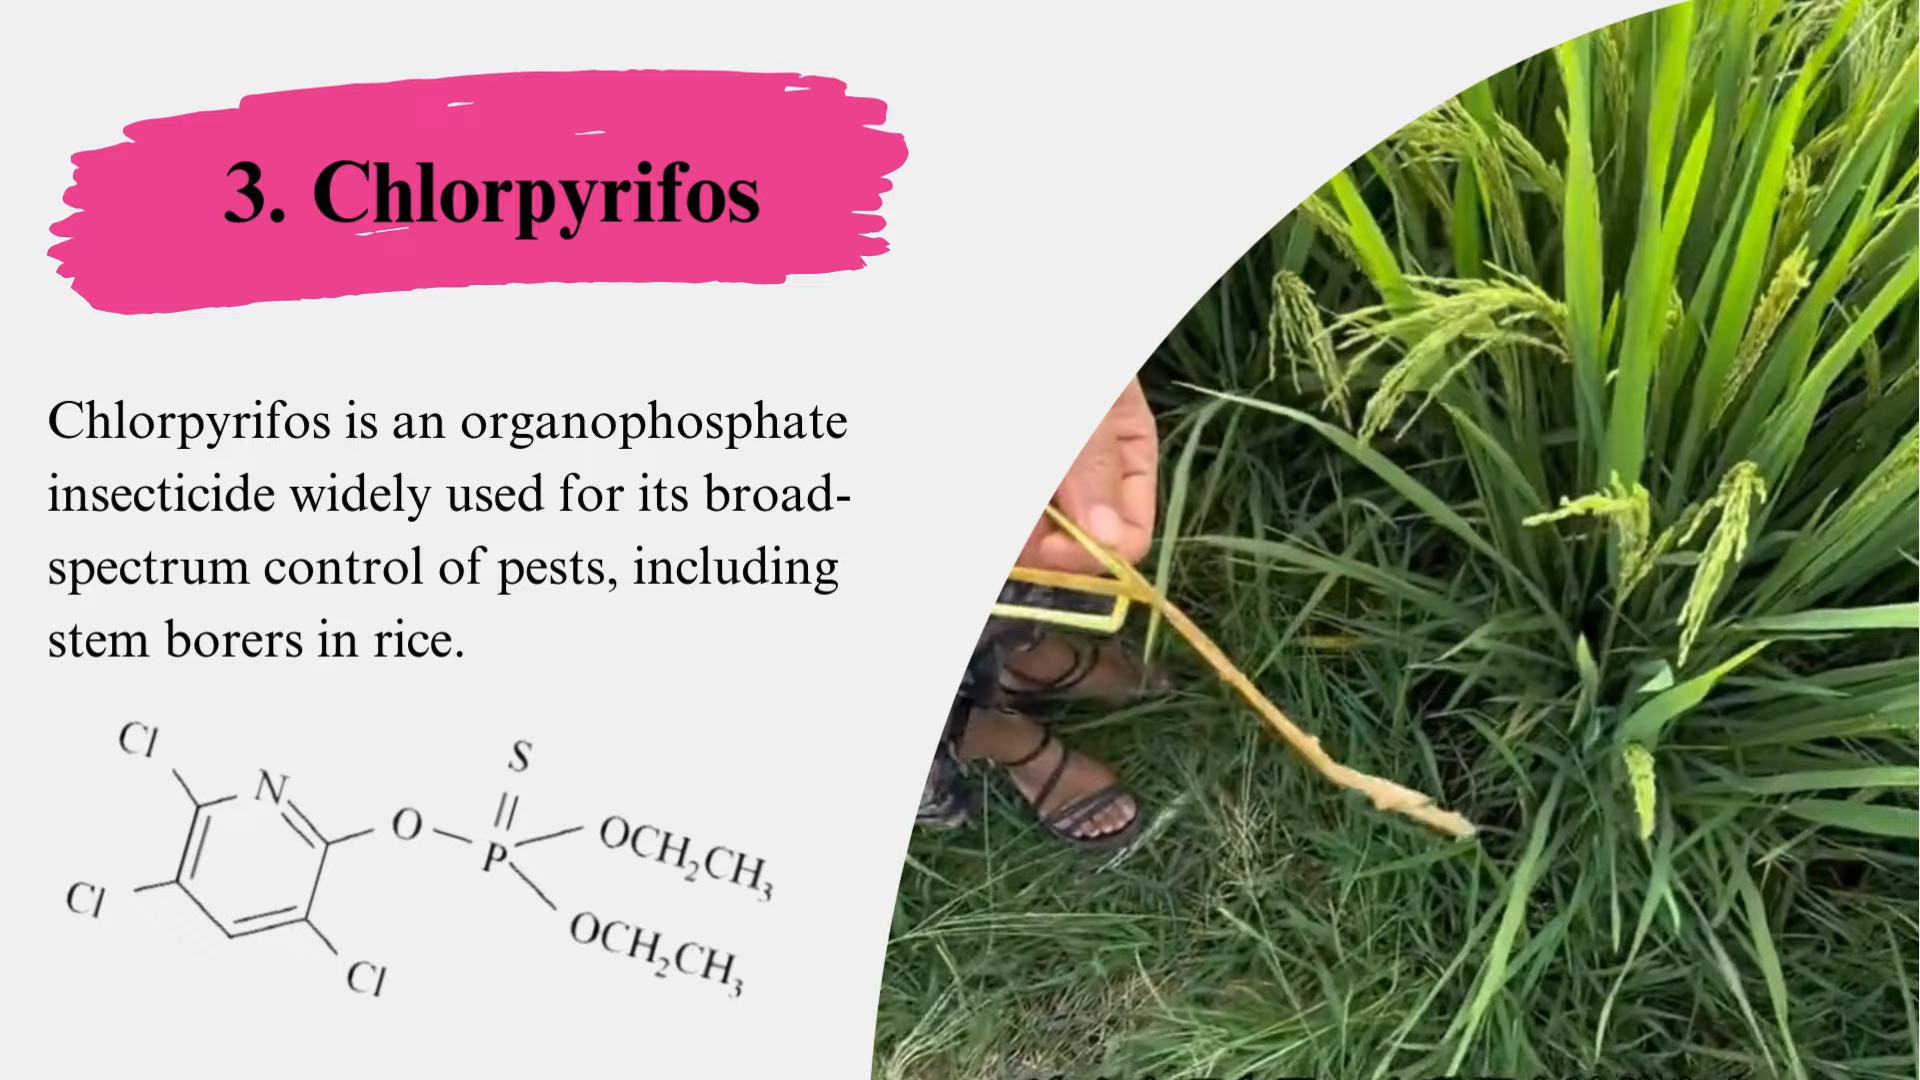 3. Chlorpyrifos
Chlorpyrifos is an organophosphate
insecticide widely used for its broad-
spectrum control of pests, including
stem borers in rice.
Cl
N
S
O
P
OCH₂CH₃
Cl
OCH₂CH₃
Cl